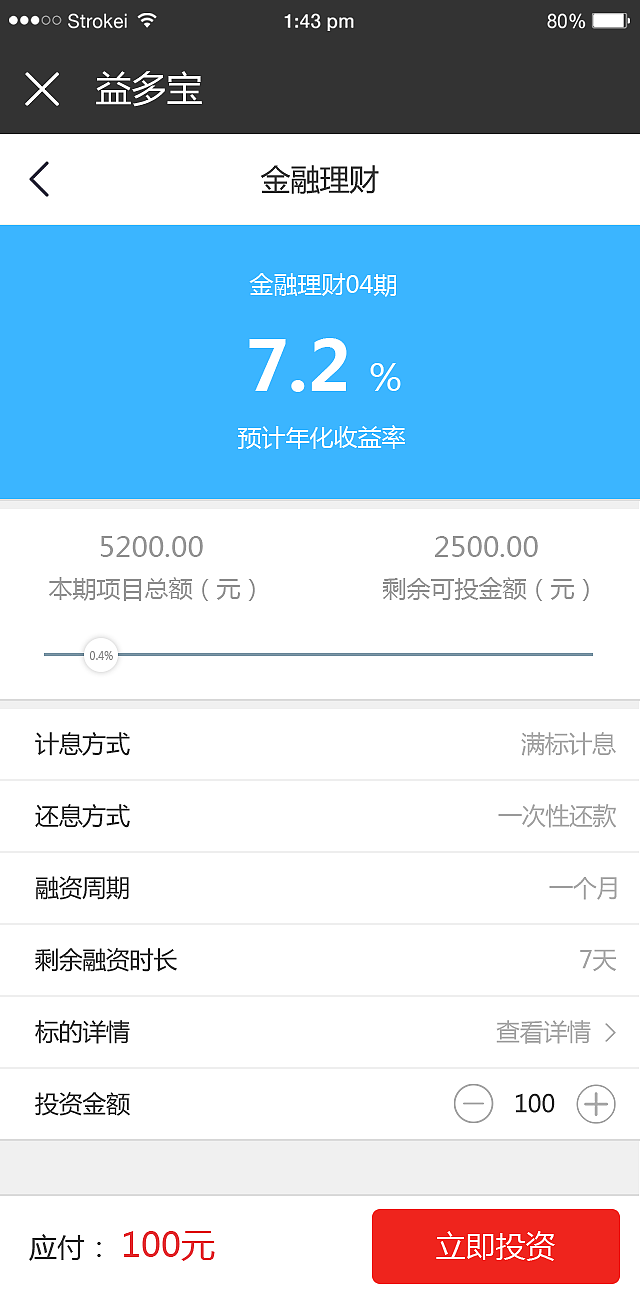 Strokei 1:43 pm 80%
益多宝
金融理财
金融理财04期
7.2 %
预计年化收益率
5200.00 2500.00
本期项目总额（元） 剩余可投金额（元）
0.4%
计息方式 满标计息
还息方式 一次性还款
融资周期 一个月
剩余融资时长 7天
标的详情 查看详情
投资金额 100
应付： 100元 立即投资